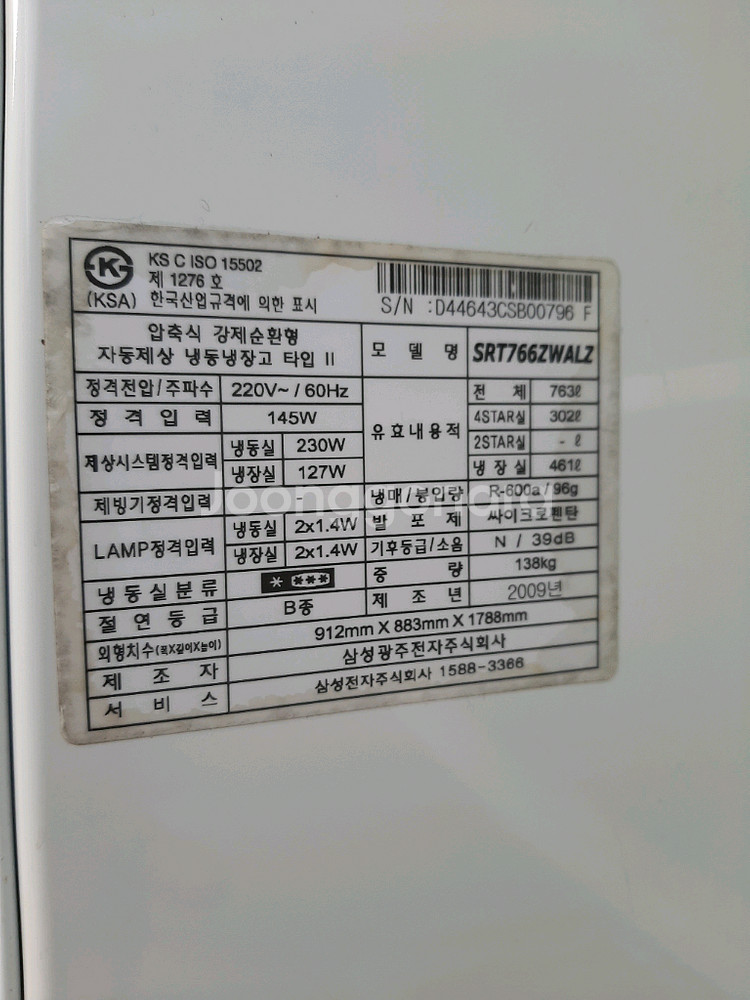 KS C ISO 15502
제 1276 호
(KSA) 한국산업규격에 의한 표시
S/N :D44643CSB00796 F
압축식 강제순환형
자동제상 냉동냉장고 타입 II
모 델 명 SRT766ZWALZ
정격전압/주파수 220V~ / 60Hz
정 격 입 력 145W
제상시스템정격입력 냉동실 230W
냉장실 127W
제빙기정격입력 -
LAMP정격입력 냉동실 2x1.4W
냉장실 2x1.4W
냉동실분류 * ***
절 연 등 급 B종
유효내용적 전 체 763ℓ
4STAR실 302ℓ
2STAR실 - ℓ
냉 장 실 461ℓ
냉매/봉입량 R-600a / 96g
발 포 제 싸이크로펜탄
기후등급/소음 N / 39dB
중 량 138kg
제 조 년 2009년
외형치수(폭X깊이X높이) 912mm X 883mm X 1788mm
제 조 자 삼성광주전자주식회사
서 비 스 삼성전자주식회사 1588-3366